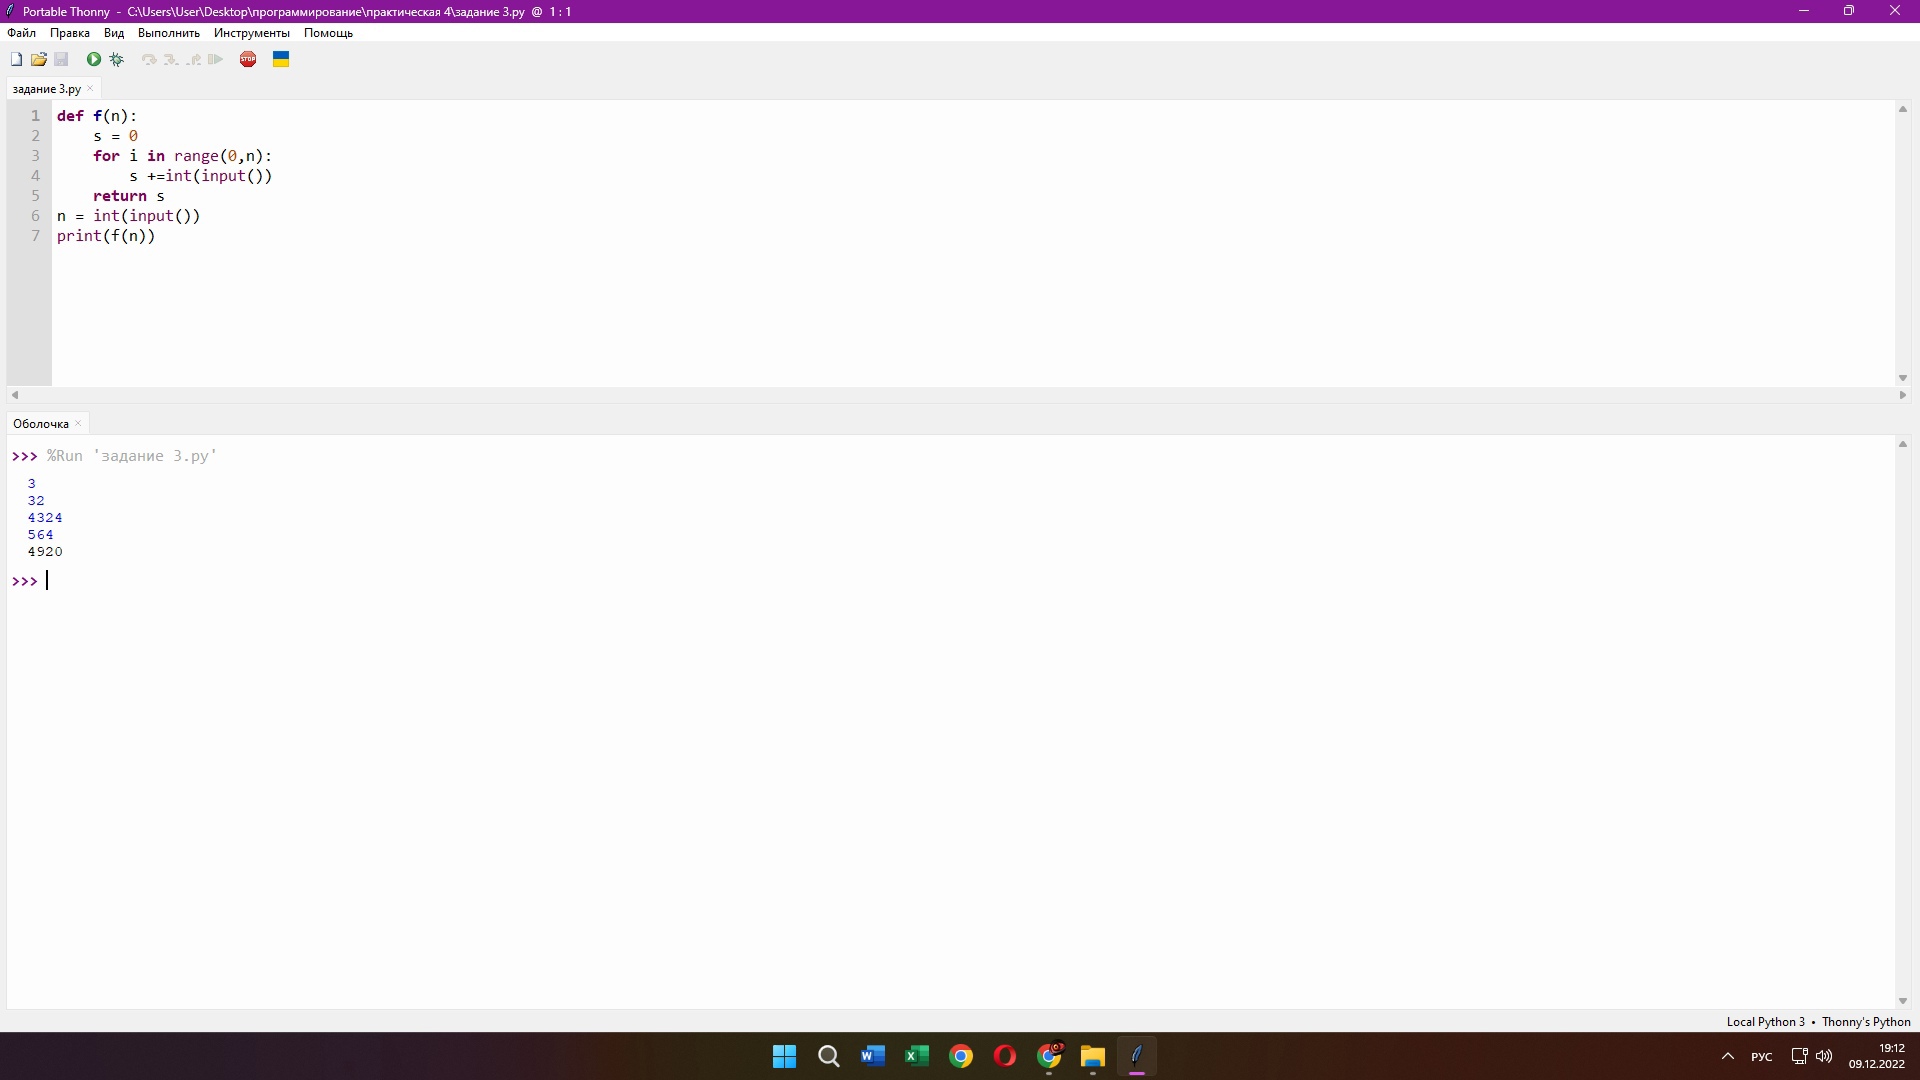 Portable Thonny - C:\Users\User\Desktop\программирование\практическая 4\задание 3.py @ 1 : 1
Файл Правка Вид Выполнить Инструменты Помощь
STOP
задание 3.py ×
1 def f(n):
2     s = 0
3     for i in range(0,n):
4         s +=int(input())
5     return s
6 n = int(input())
7 print(f(n))
Оболочка ×
>>> %Run 'задание 3.py'
3
32
4324
564
4920
>>>
Local Python 3 • Thonny's Python
РУС
19:12
09.12.2022